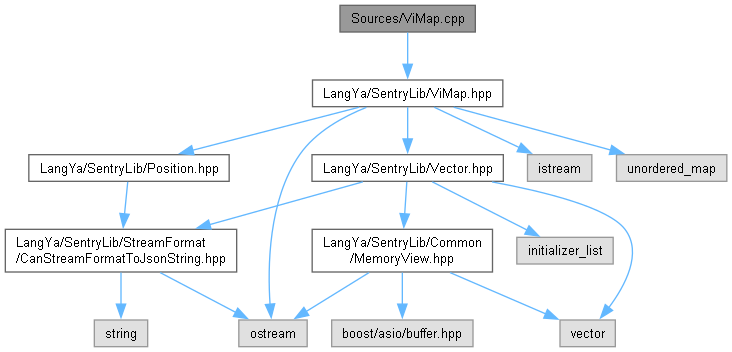 Sources/ViMap.cpp
LangYa/SentryLib/ViMap.hpp
LangYa/SentryLib/Position.hpp
LangYa/SentryLib/Vector.hpp
istream
unordered_map
LangYa/SentryLib/StreamFormat
/CanStreamFormatToJsonString.hpp
LangYa/SentryLib/Common
/MemoryView.hpp
initializer_list
string
ostream
boost/asio/buffer.hpp
vector